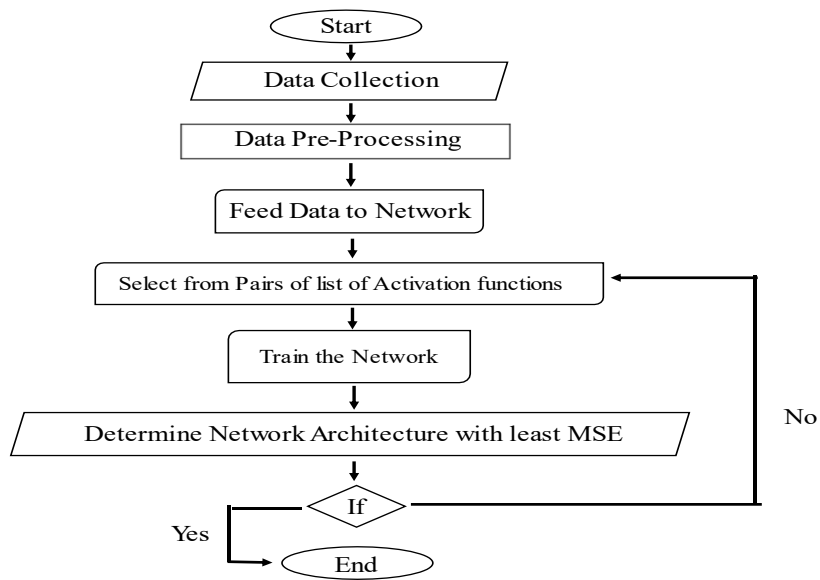 Start
Data Collection
Data Pre-Processing
Feed Data to Network
Select from Pairs of list of Activation functions
Train the Network
No
Determine Network Architecture with least MSE
If
Yes
End